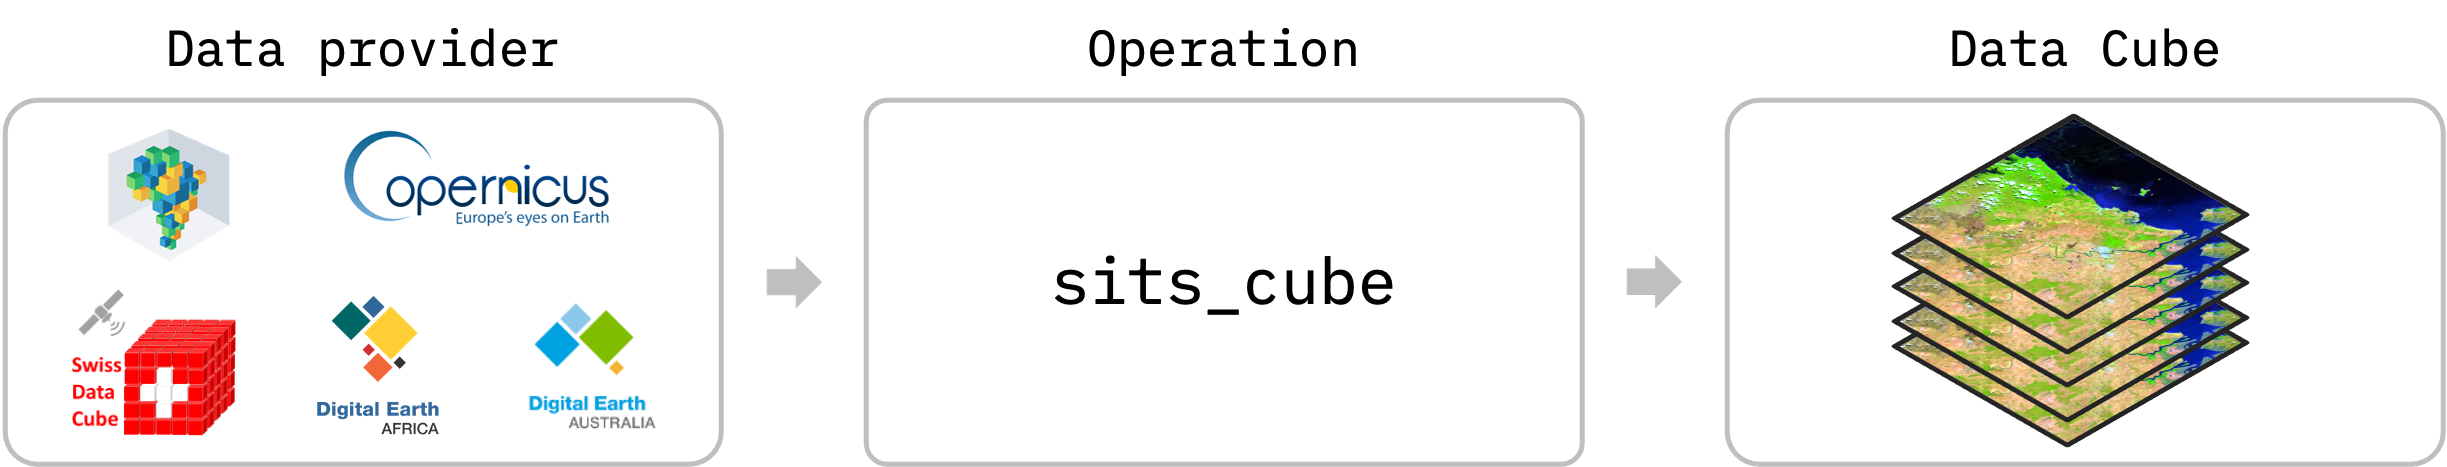 Data provider
Operation
Data Cube
Copernicus
Europe's eyes on Earth
sits_cube
Swiss
Data
Cube
Digital Earth
AFRICA
Digital Earth
AUSTRALIA